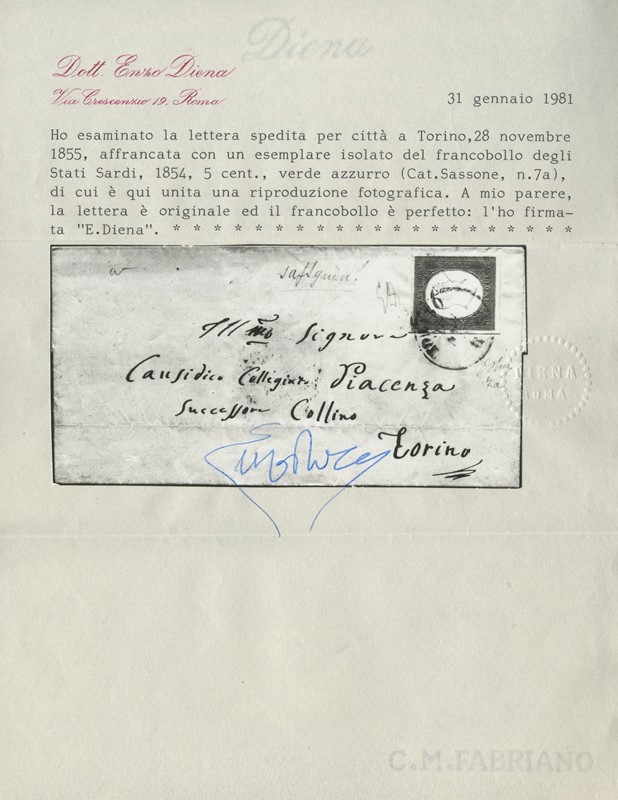 Diena
Dott. Enzo Diena
Via Crescenzio 19, Roma
31 gennaio 1981
Ho esaminato la lettera spedita per città a Torino,28 novembre
1855, affrancata con un esemplare isolato del francobollo degli
Stati Sardi, 1854, 5 cent., verde azzurro (Cat.Sassone, n.7a),
di cui è qui unita una riproduzione fotografica. A mio parere,
la lettera è originale ed il francobollo è perfetto: l'ho firma-
ta "E.Diena". * * * * * * * * * * * * * * * * * * * *
Ill mo Signore
Causidico Collegiato Piacenza
Successore Collino
Torino
DIENA
ROMA
C.M.FABRIANO